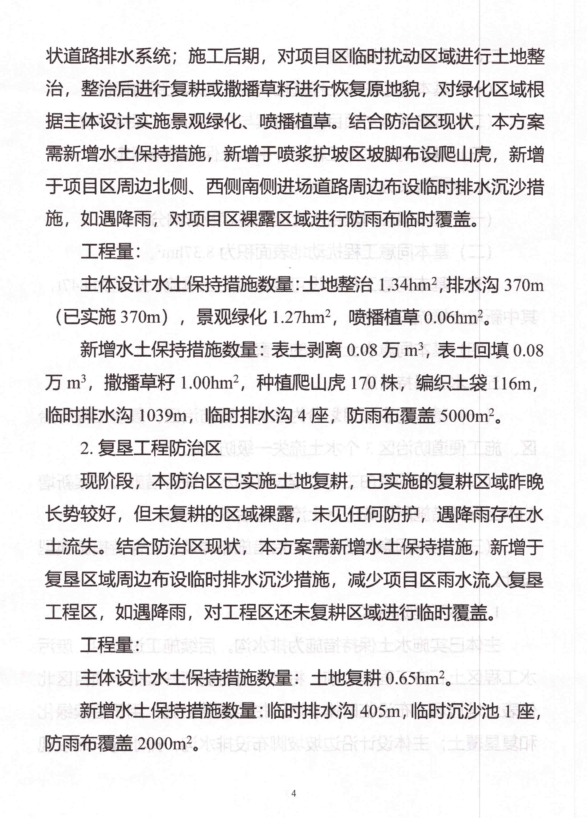 状道路排水系统；施工后期，对项目区临时扰动区域进行土地整
治，整治后进行复耕或撒播草籽进行恢复原地貌，对绿化区域根
据主体设计实施景观绿化、喷播植草。结合防治区现状，本方案
需新增水土保持措施，新增于喷浆护坡区坡脚布设爬山虎，新增
于项目区周边北侧、西侧南侧进场道路周边布设临时排水沉沙措
施，如遇降雨，对项目区裸露区域进行防雨布临时覆盖。
工程量：
主体设计水土保持措施数量：土地整治 1.34hm²，排水沟 370m
（已实施 370m），景观绿化 1.27hm²，喷播植草 0.06hm²。
新增水土保持措施数量：表土剥离 0.08 万 m³，表土回填 0.08
万 m³，撒播草籽 1.00hm²，种植爬山虎 170 株，编织土袋 116m，
临时排水沟 1039m，临时排水沟 4 座，防雨布覆盖 5000m²。
2. 复垦工程防治区
现阶段，本防治区已实施土地复耕，已实施的复耕区域昨晚
长势较好，但未复耕的区域裸露，未见任何防护，遇降雨存在水
土流失。结合防治区现状，本方案需新增水土保持措施，新增于
复垦区域周边布设临时排水沉沙措施，减少项目区雨水流入复垦
工程区，如遇降雨，对工程区还未复耕区域进行临时覆盖。
工程量：
主体设计水土保持措施数量：土地复耕 0.65hm²。
新增水土保持措施数量：临时排水沟 405m，临时沉沙池 1 座，
防雨布覆盖 2000m²。
4